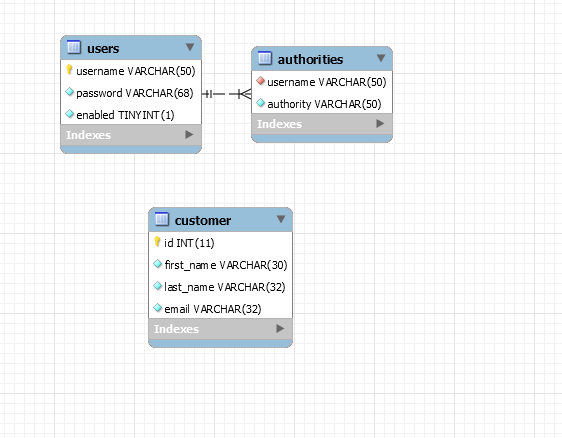 users
username VARCHAR(50)
password VARCHAR(68)
enabled TINYINT(1)
Indexes
authorities
username VARCHAR(50)
authority VARCHAR(50)
Indexes
customer
id INT(11)
first_name VARCHAR(30)
last_name VARCHAR(32)
email VARCHAR(32)
Indexes